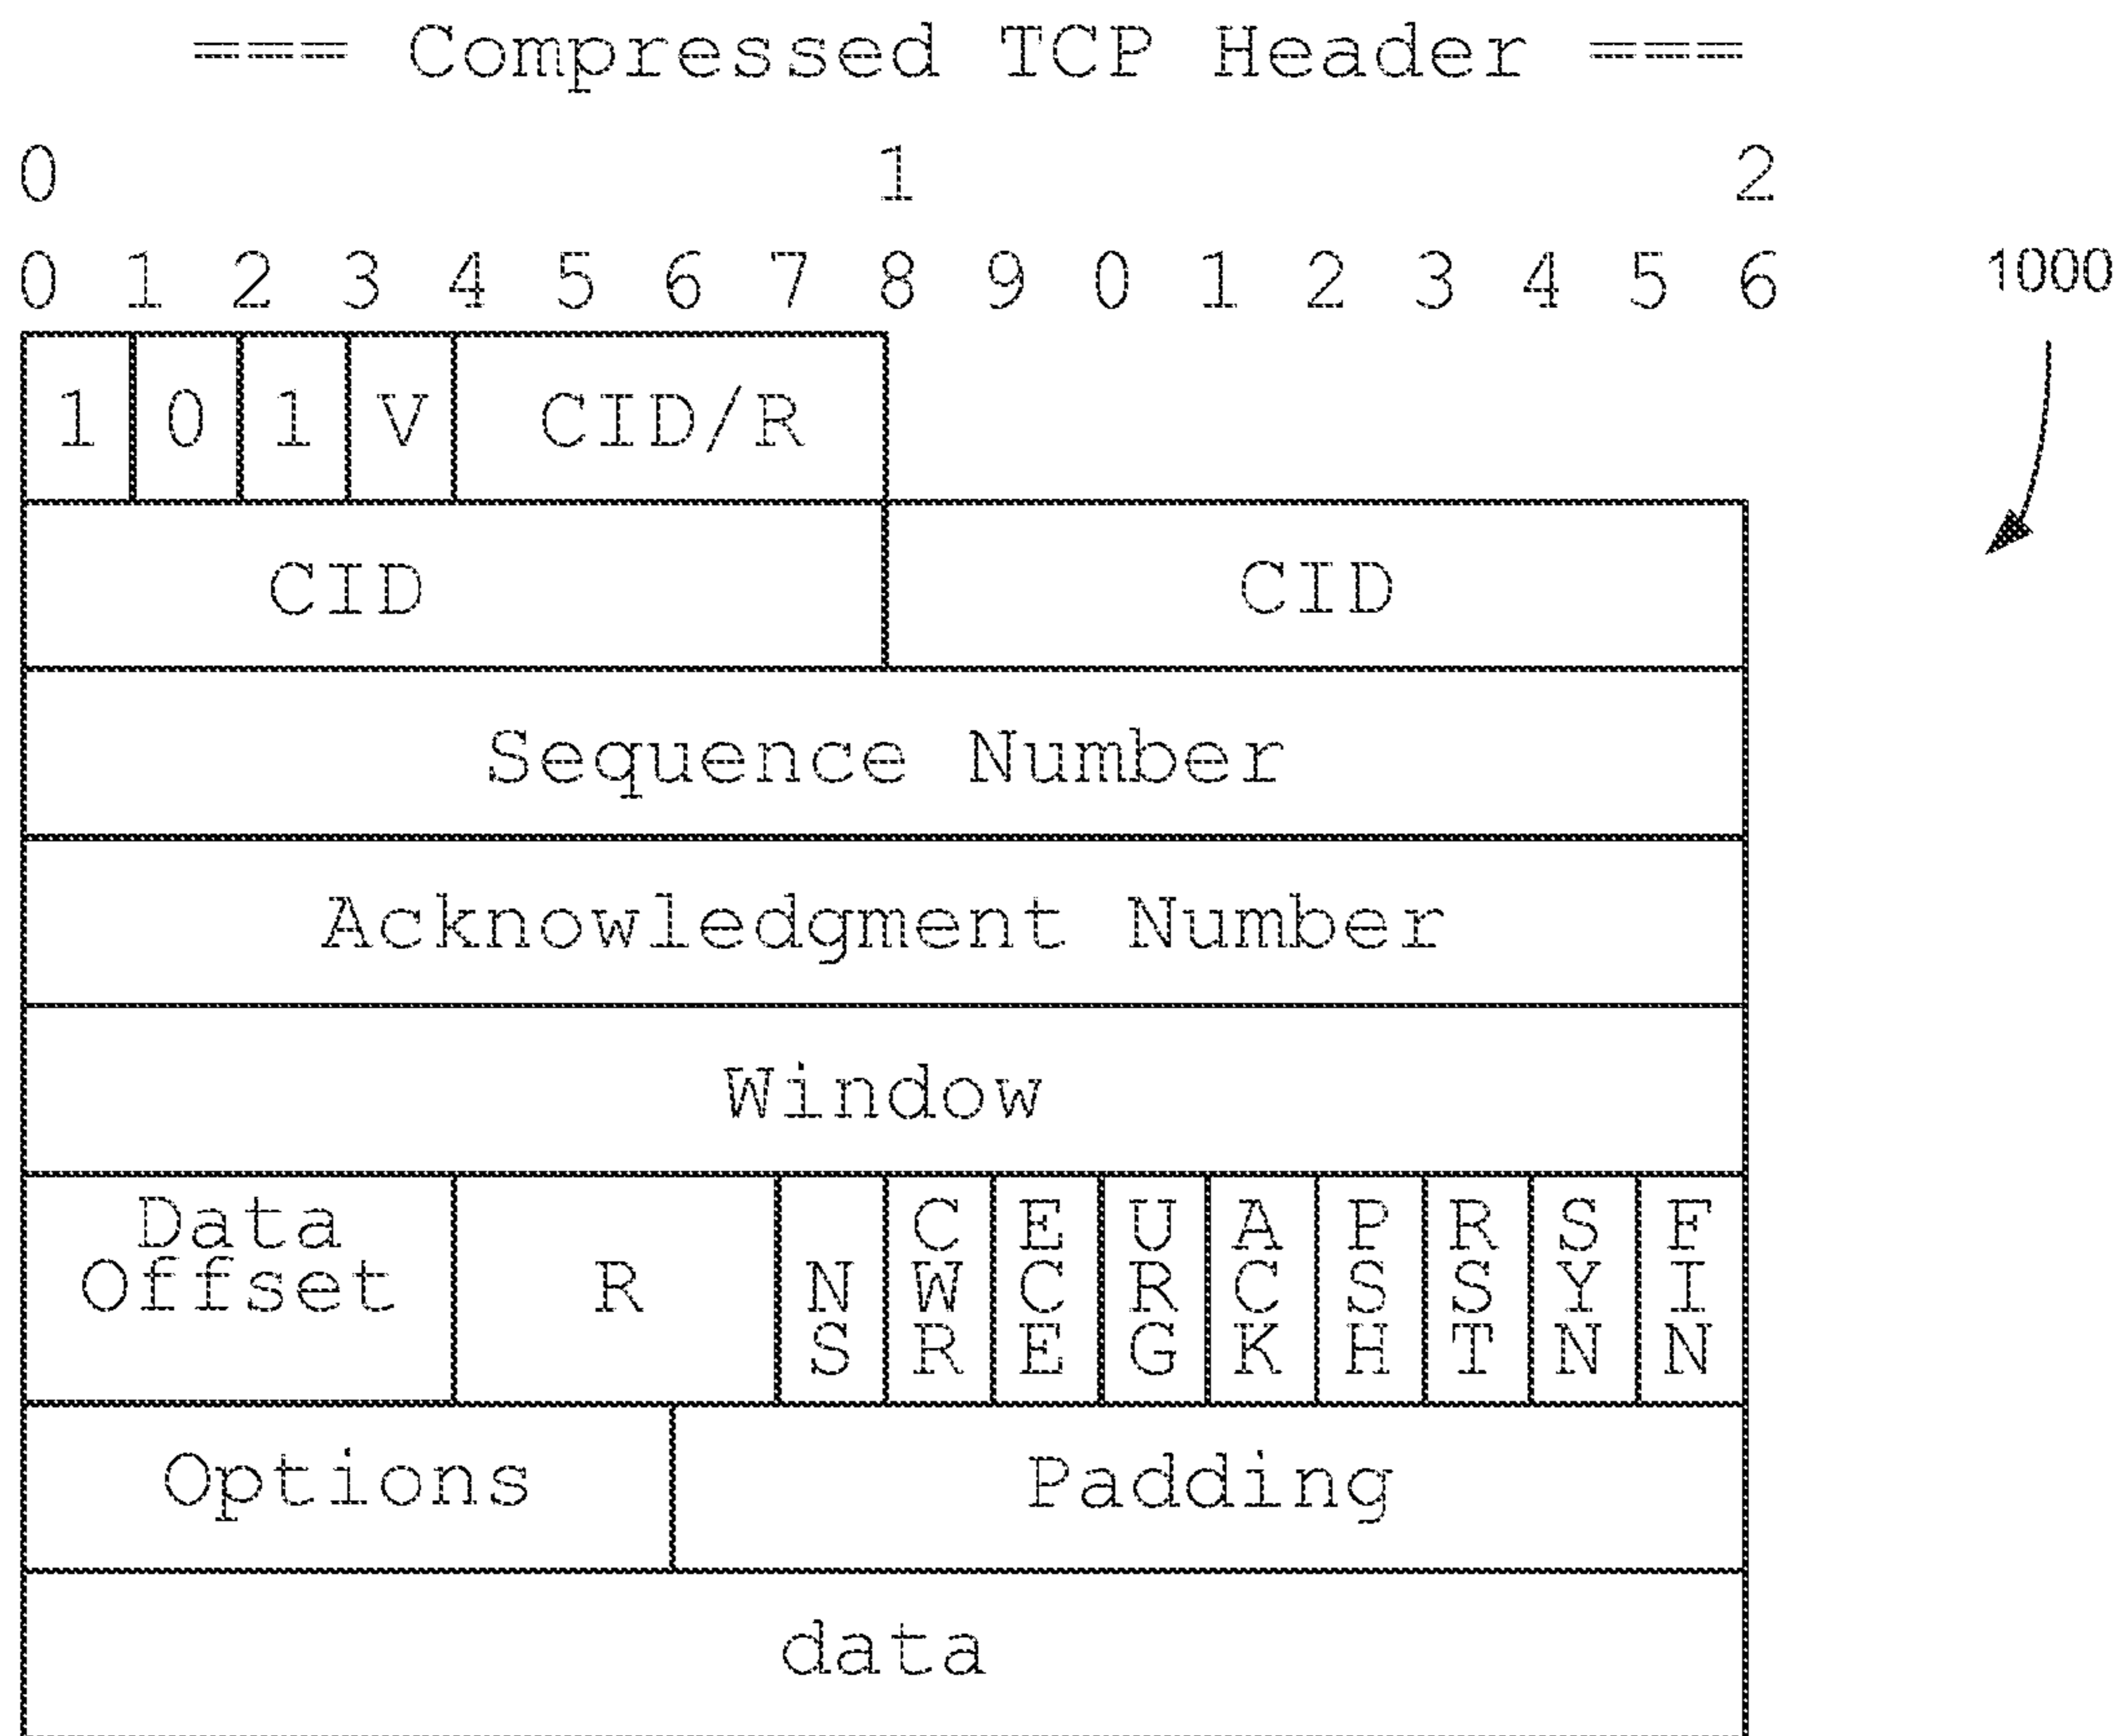 === Compressed TCP Header ===
0 1 2
0 1 2 3 4 5 6 7 8 9 0 1 2 3 4 5 6
1000
1 0 1 V CID/R
CID CID
Sequence Number
Acknowledgment Number
Window
Data Offset R NS CWR ECE URG ACK PSH RST SYN FIN
Options Padding
data